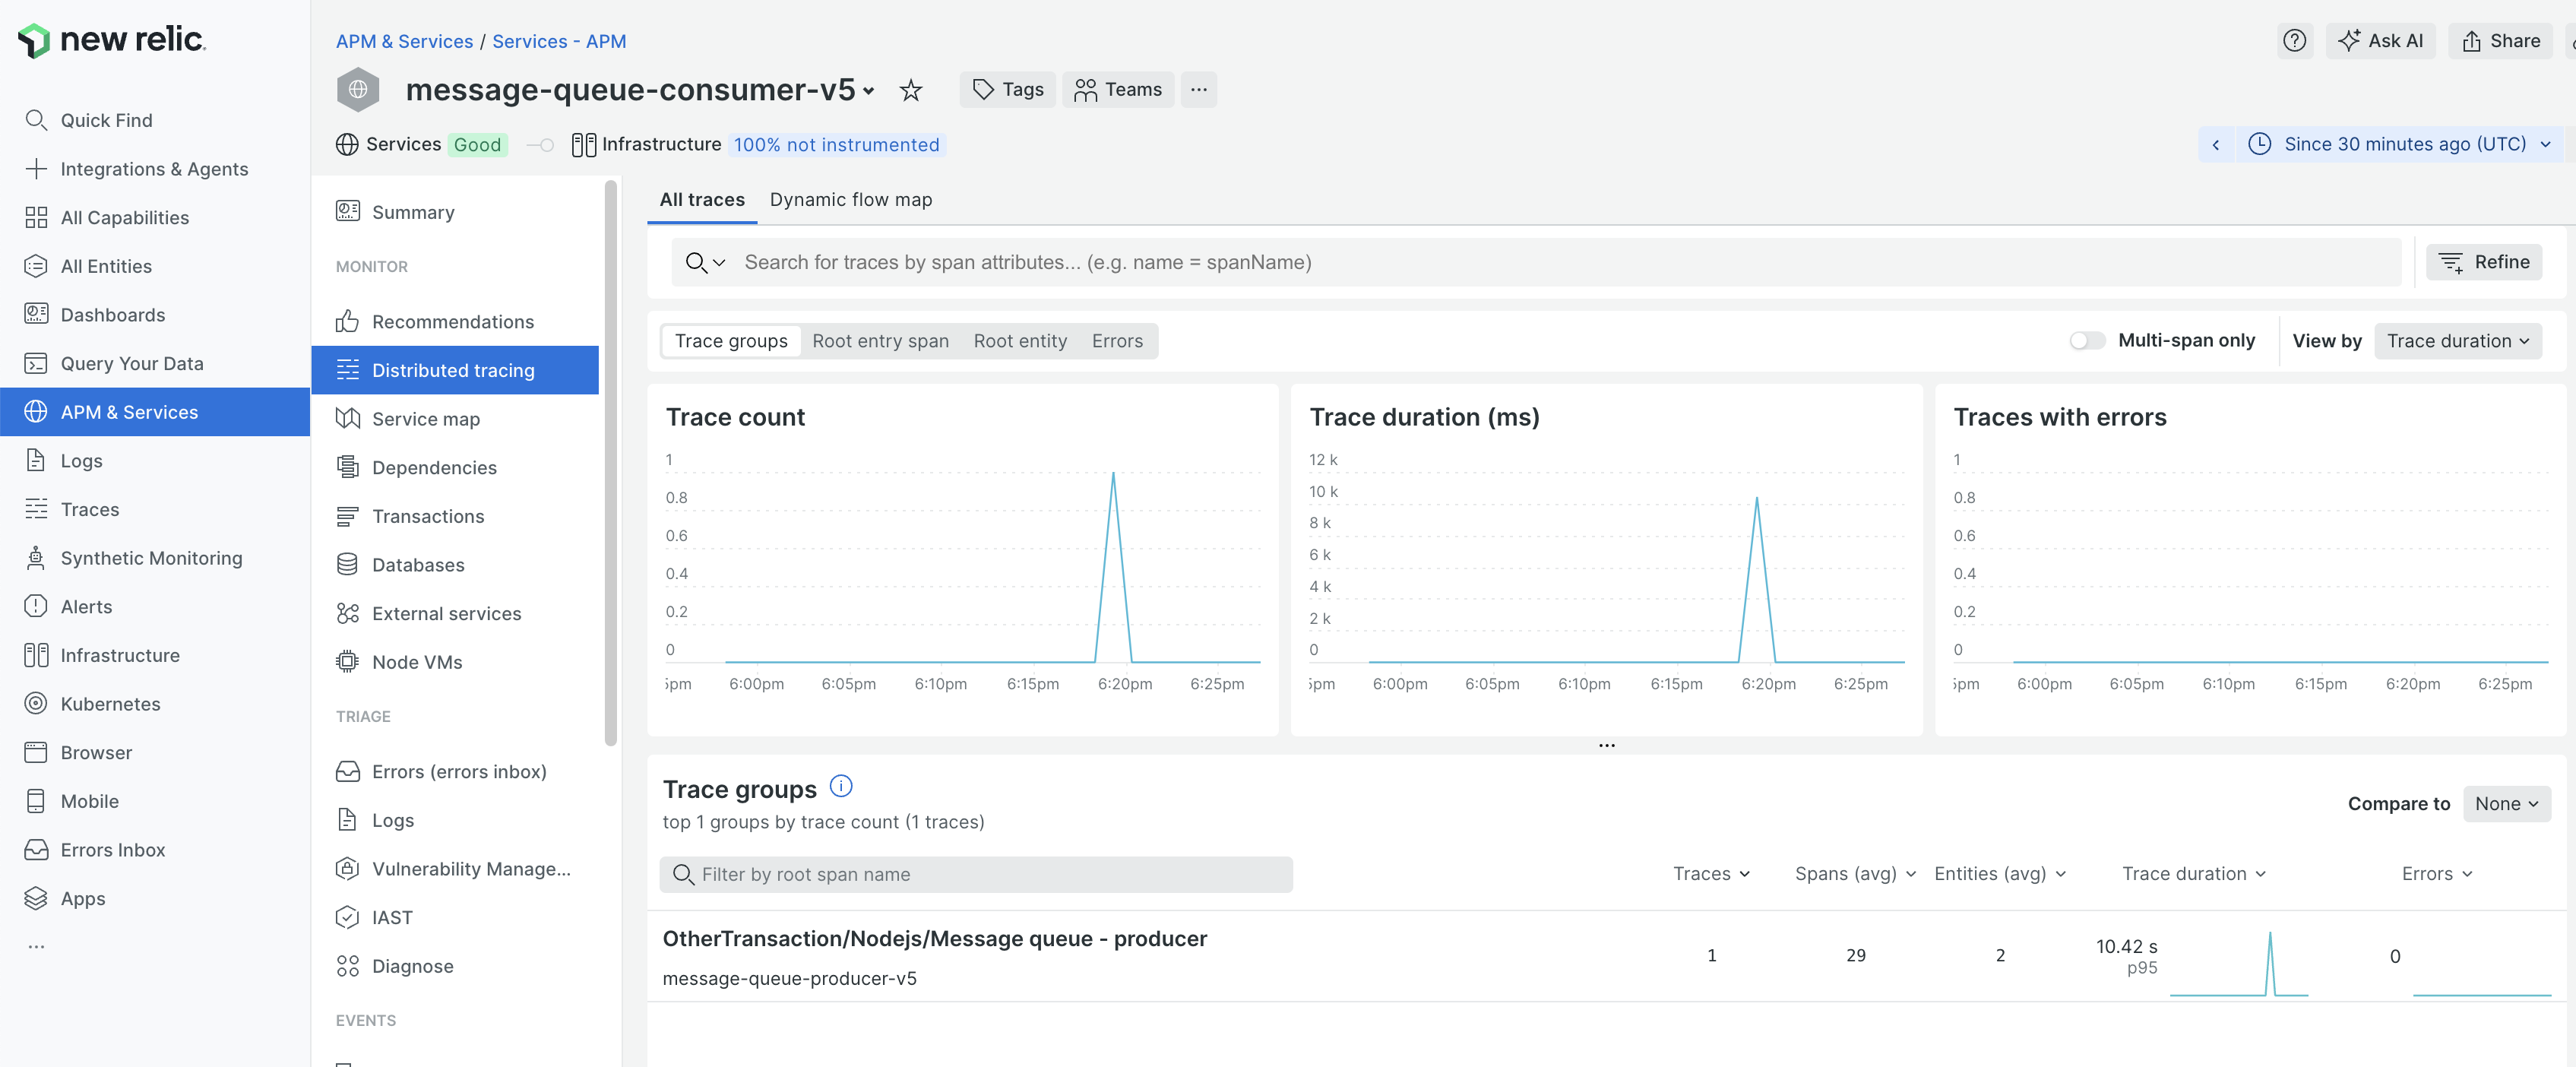 new relic.
Quick Find
Integrations & Agents
All Capabilities
All Entities
Dashboards
Query Your Data
APM & Services
Logs
Traces
Synthetic Monitoring
Alerts
Infrastructure
Kubernetes
Browser
Mobile
Errors Inbox
Apps
...
APM & Services / Services - APM
Ask AI
Share
message-queue-consumer-v5
Tags
Teams
...
Services Good
Infrastructure 100% not instrumented
Since 30 minutes ago (UTC)
Summary
MONITOR
Recommendations
Distributed tracing
Service map
Dependencies
Transactions
Databases
External services
Node VMs
TRIAGE
Errors (errors inbox)
Logs
Vulnerability Manage...
IAST
Diagnose
EVENTS
All traces Dynamic flow map
Search for traces by span attributes... (e.g. name = spanName)
Refine
Trace groups Root entry span Root entity Errors
Multi-span only
View by Trace duration
Trace count
1
0.8
0.6
0.4
0.2
0
5pm 6:00pm 6:05pm 6:10pm 6:15pm 6:20pm 6:25pm
Trace duration (ms)
12 k
10 k
8 k
6 k
4 k
2 k
0
5pm 6:00pm 6:05pm 6:10pm 6:15pm 6:20pm 6:25pm
Traces with errors
1
0.8
0.6
0.4
0.2
0
5pm 6:00pm 6:05pm 6:10pm 6:15pm 6:20pm 6:25pm
...
Trace groups
top 1 groups by trace count (1 traces)
Compare to None
Filter by root span name
Traces Spans (avg) Entities (avg) Trace duration Errors
OtherTransaction/Nodejs/Message queue - producer
message-queue-producer-v5
1 29 2 10.42 s 0
p95